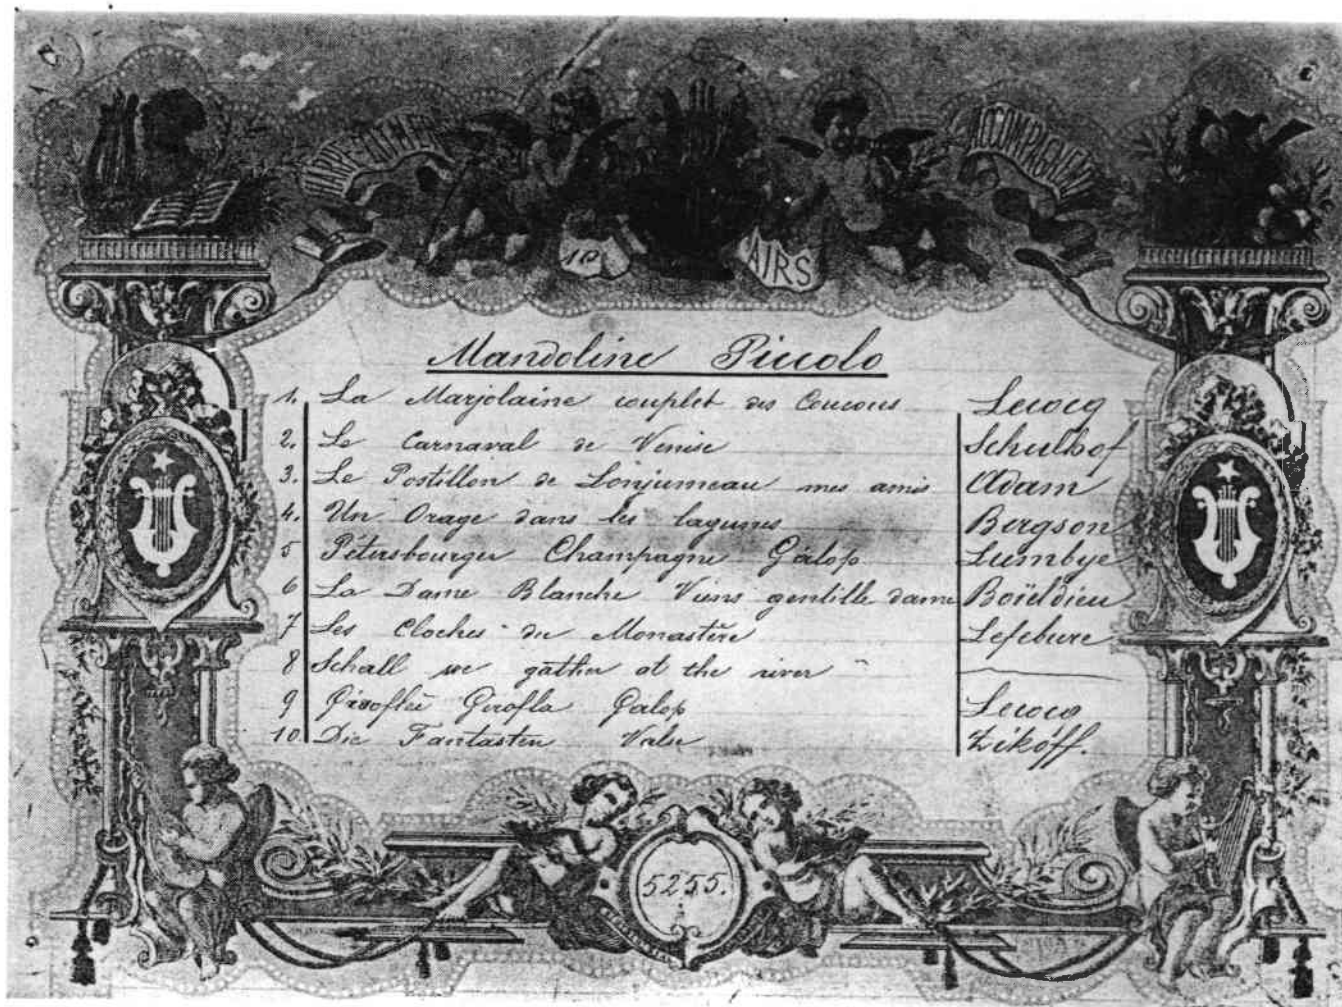 10 AIRS
Mandoline Piccolo
1. La Marjolaine couplet des Coucous Lecocq
2. Le Carnaval de Venise Schulhof
3. Le Postillon de Lonjumeau mes amis Adam
4. Un Orage dans les lagunes Bergson
5 Pétersbourger Champagne Galop Lumbye
6 La Dame Blanche Viens gentille dame Boïeldieu
7 Les Cloches du Monastère Lefebure
8 Schall we gather at the river "
9 Giroflée Girofla Galop Lecocq
10 Die Fantasten Valse Zikoff.
5255.